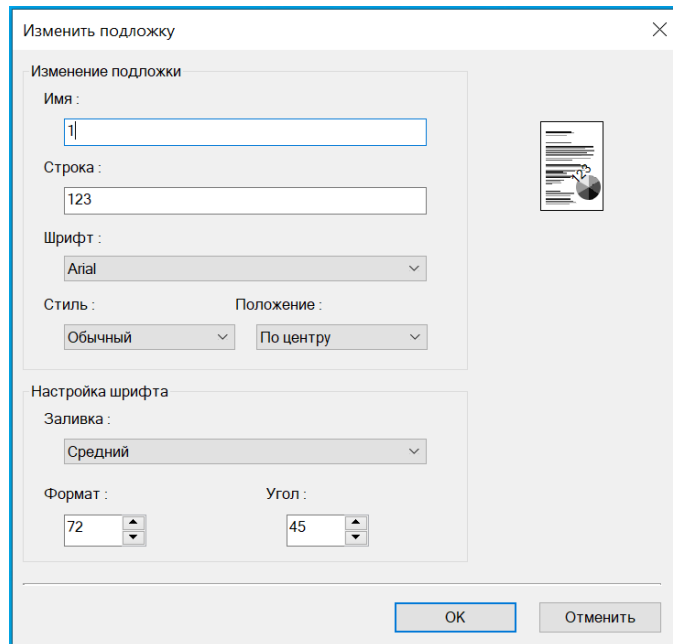 Изменить подложку
Изменение подложки
Имя :
1
Строка :
123
123
Шрифт :
Arial
Стиль :
Положение :
Обычный
По центру
Настройка шрифта
Заливка :
Средний
Формат :
Угол :
72
45
OK
Отменить